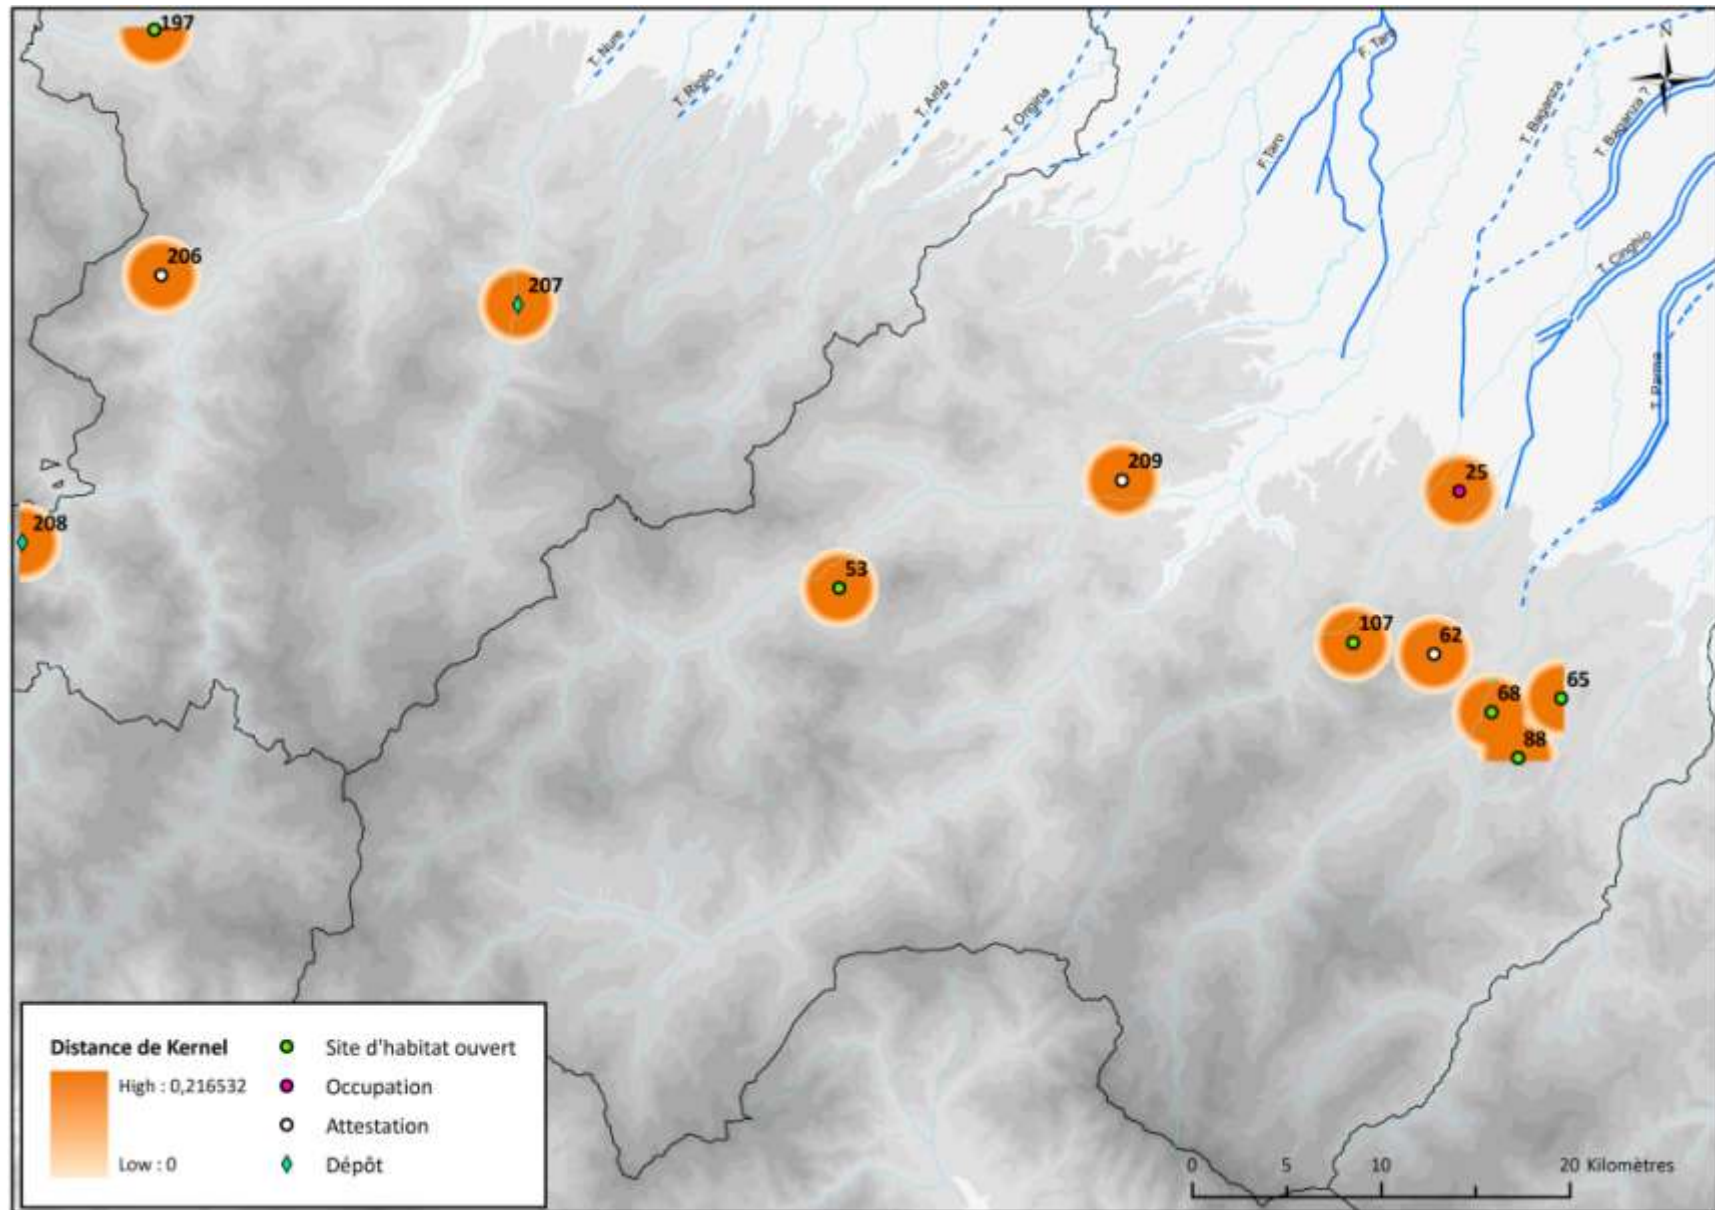 197
T. Nure
T. Riglio
T. Arda
T. Ongina
F. Taro
F. Taro
T. Baganza
T. Baganza ?
N
206
207
T. Cinghio
T. Parma
209
25
208
53
107
62
65
68
88
Distance de Kernel
High : 0,216532
Low : 0
Site d'habitat ouvert
Occupation
Attestation
Dépôt
0 5 10 20 Kilomètres